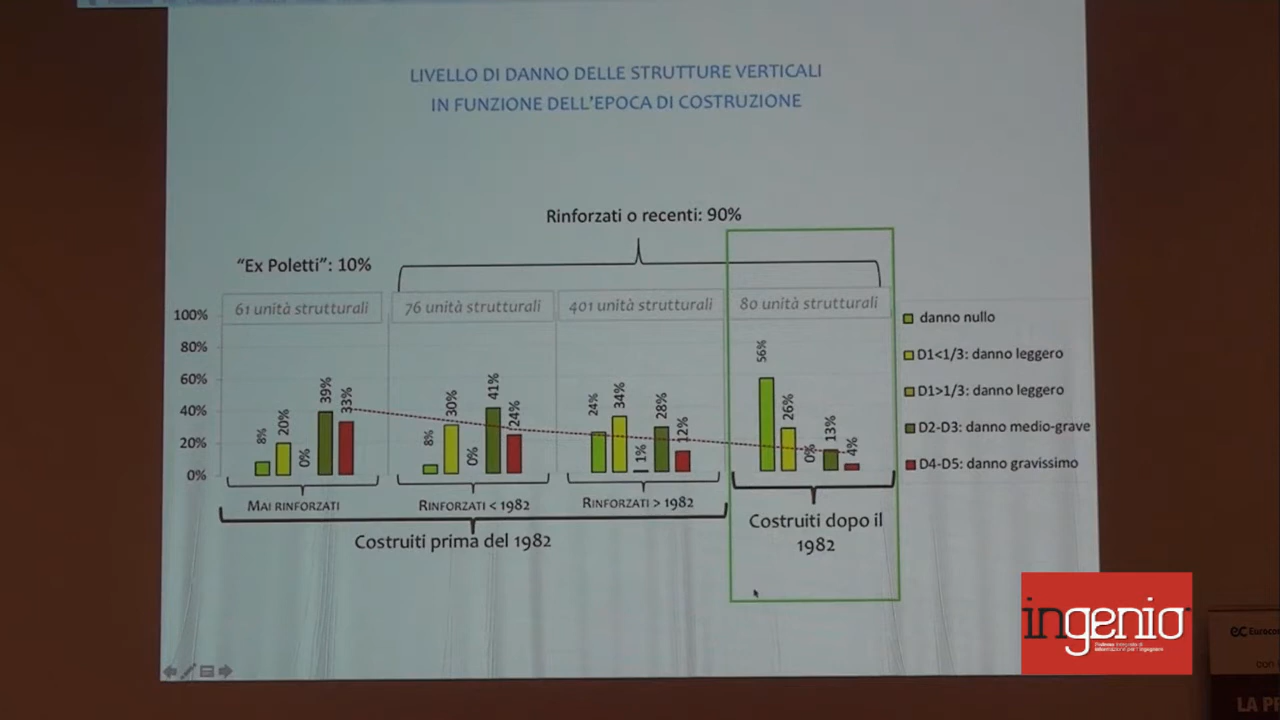 LIVELLO DI DANNO DELLE STRUTTURE VERTICALI
IN FUNZIONE DELL'EPOCA DI COSTRUZIONE
Rinforzati o recenti: 90%
"Ex Poletti": 10%
61 unità strutturali
76 unità strutturali
401 unità strutturali
80 unità strutturali
100%
80%
60%
40%
20%
0%
8%
20%
0%
39%
33%
8%
30%
0%
41%
24%
24%
34%
1%
28%
12%
56%
26%
0%
13%
4%
danno nullo
D1<1/3: danno leggero
D1>1/3: danno leggero
D2-D3: danno medio-grave
D4-D5: danno gravissimo
MAI RINFORZATI
RINFORZATI < 1982
RINFORZATI > 1982
Costruiti prima del 1982
Costruiti dopo il
1982
ingenio
ec
con
LA